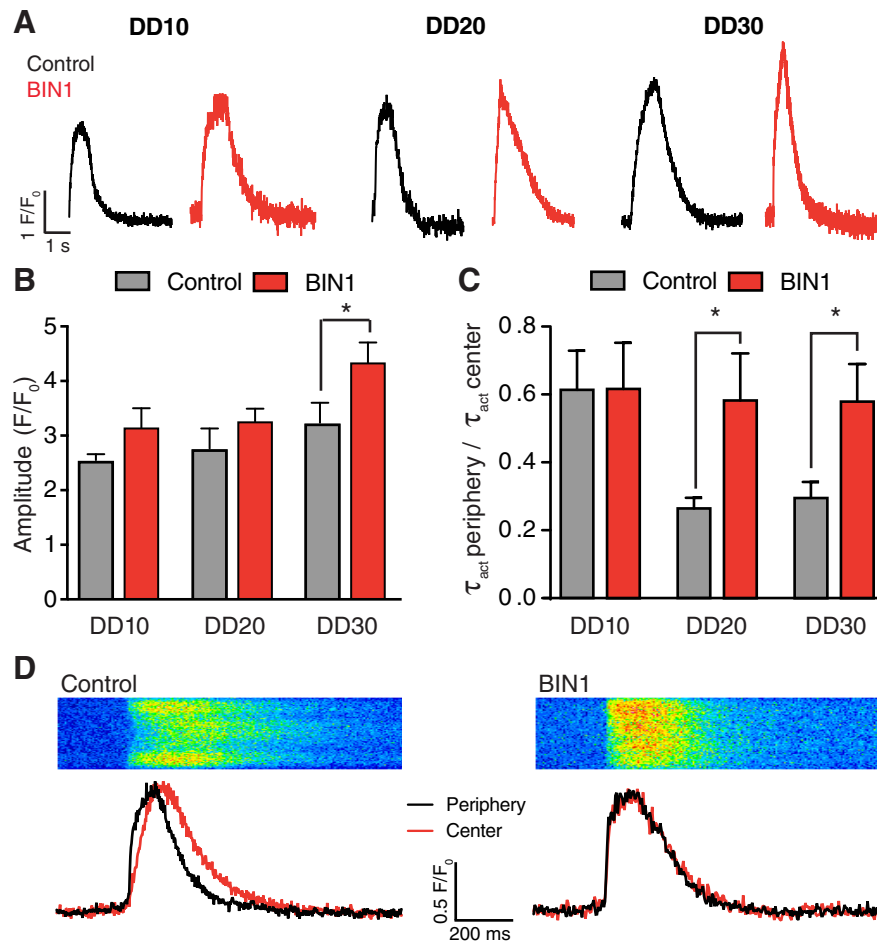 A
DD10 DD20 DD30
Control
BIN1
1 F/F0
1 s
B
Control BIN1
Amplitude (F/F0)
5
4
3
2
1
0
*
DD10 DD20 DD30
C
Control BIN1
τact periphery / τact center
0.8
0.6
0.4
0.2
0.0
* *
DD10 DD20 DD30
D
Control BIN1
Periphery
Center
0.5 F/F0
200 ms